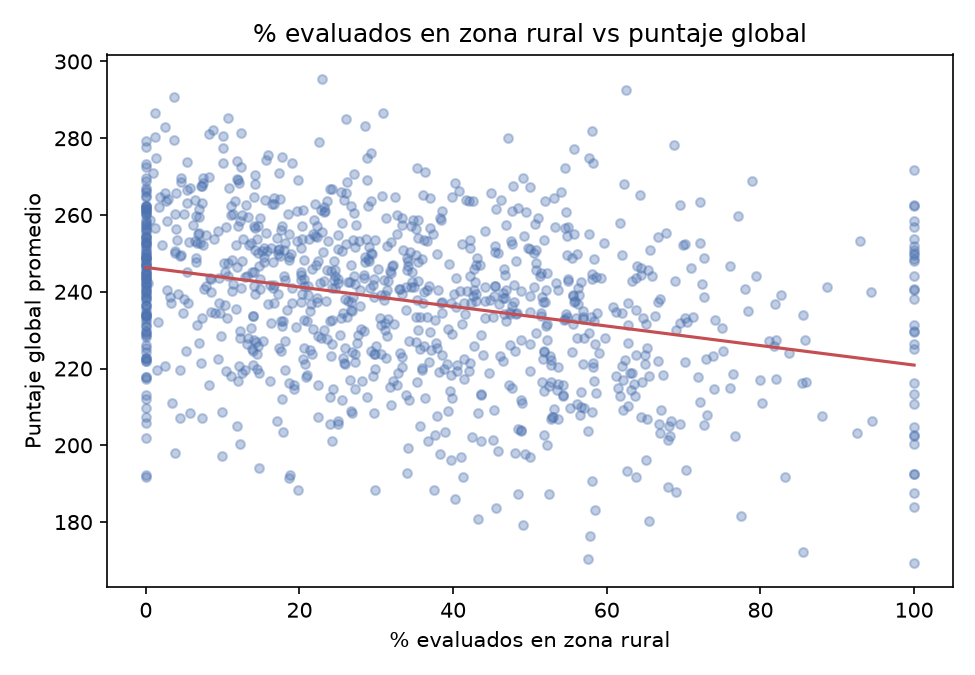 % evaluados en zona rural vs puntaje global
Puntaje global promedio
300
280
260
240
220
200
180
0 20 40 60 80 100
% evaluados en zona rural